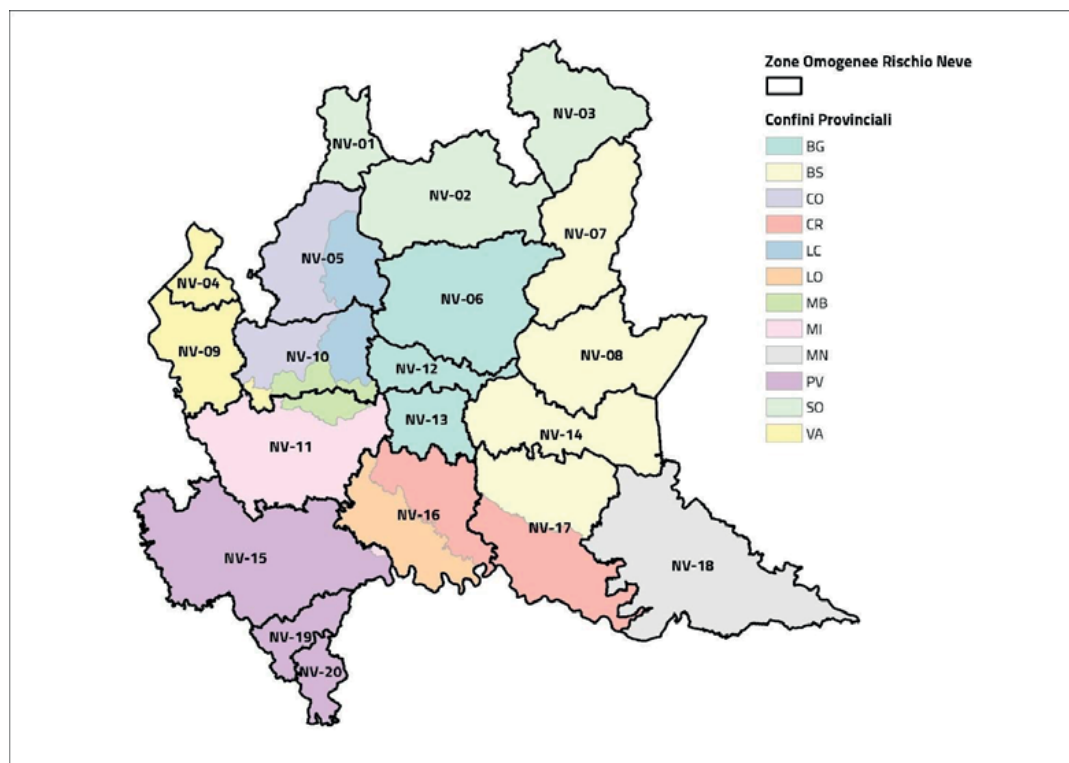 Zone Omogenee Rischio Neve
Confini Provinciali
BG
BS
CO
CR
LC
LO
MB
MI
MN
PV
SO
VA
NV-03
NV-01
NV-02
NV-07
NV-05
NV-04
NV-06
NV-09
NV-10
NV-08
NV-12
NV-13
NV-14
NV-11
NV-16
NV-17
NV-15
NV-18
NV-19
NV-20